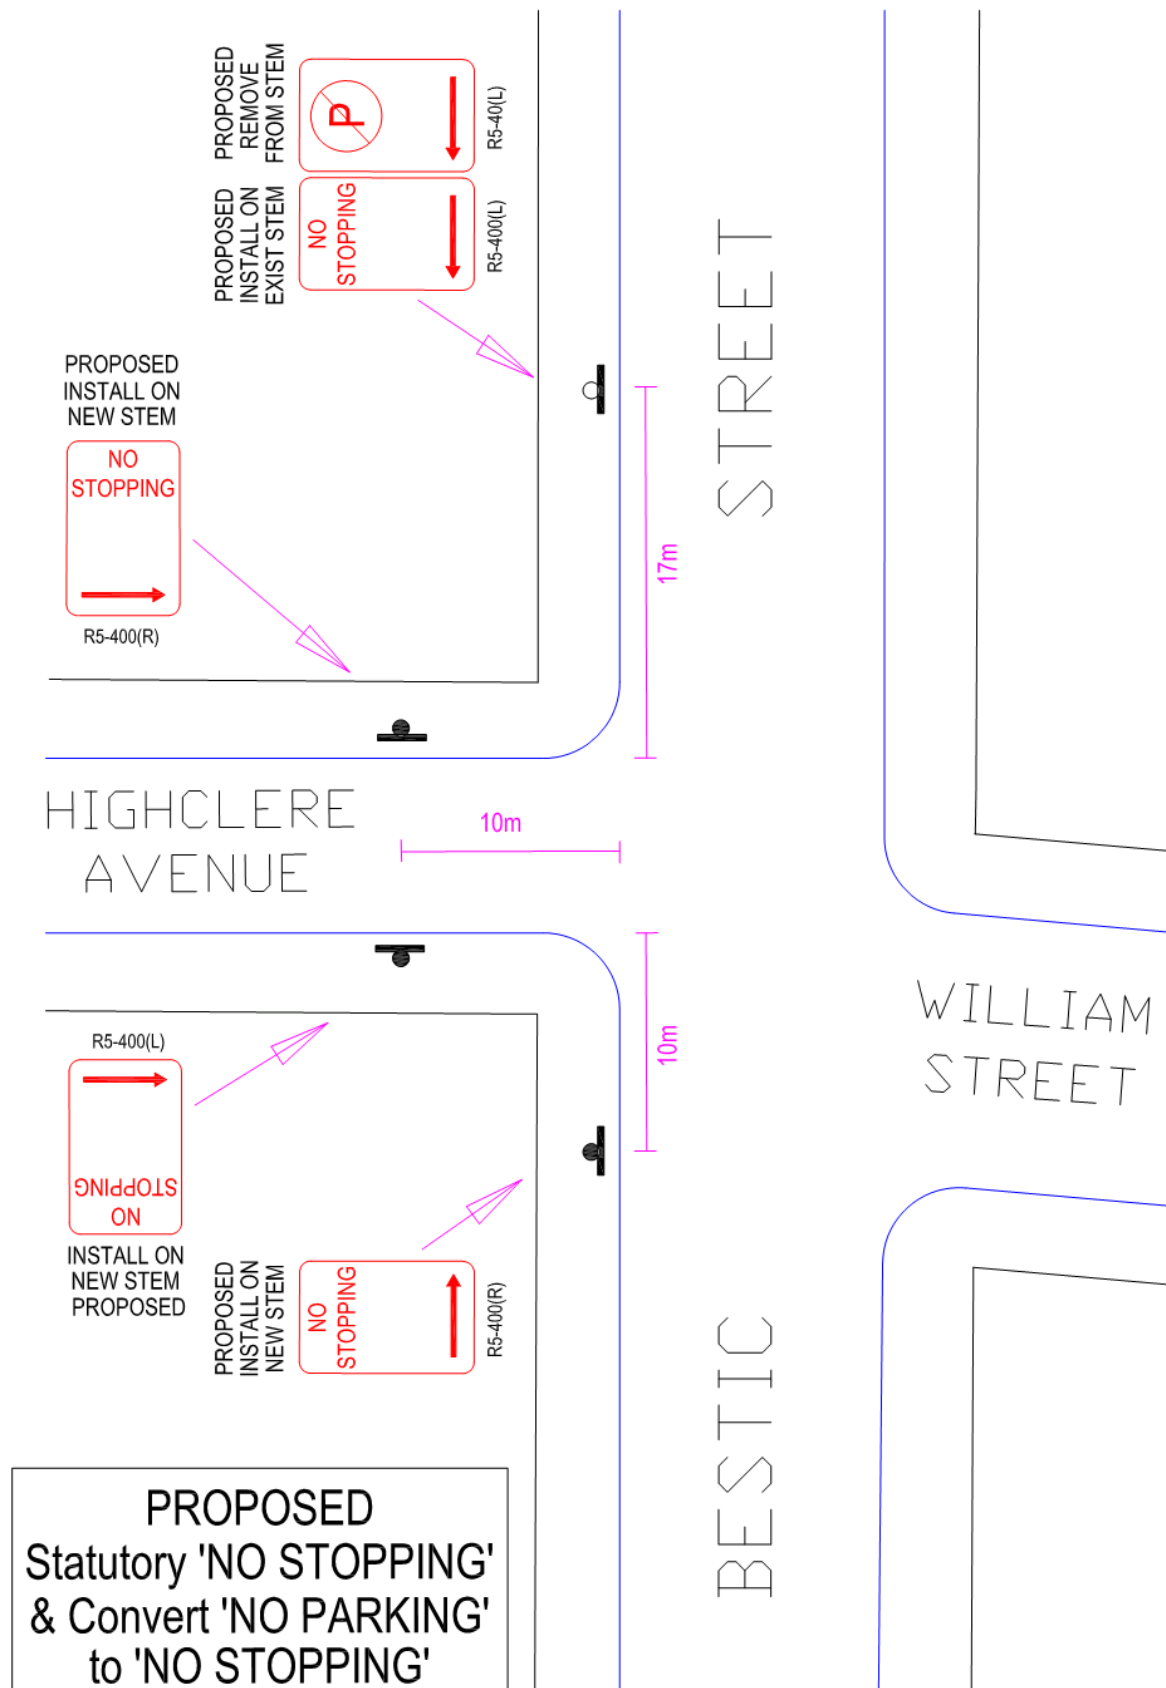 PROPOSED
REMOVE
FROM STEM
P
R5-40(L)
PROPOSED
INSTALL ON
EXIST STEM
NO
STOPPING
R5-400(L)
PROPOSED
INSTALL ON
NEW STEM
NO
STOPPING
R5-400(R)
17m
STREET
HIGHCLERE
AVENUE
10m
10m
WILLIAM
STREET
R5-400(L)
STOPPING
NO
INSTALL ON
NEW STEM
PROPOSED
PROPOSED
INSTALL ON
NEW STEM
NO
STOPPING
R5-400(R)
BESTIC
PROPOSED
Statutory 'NO STOPPING'
& Convert 'NO PARKING'
to 'NO STOPPING'